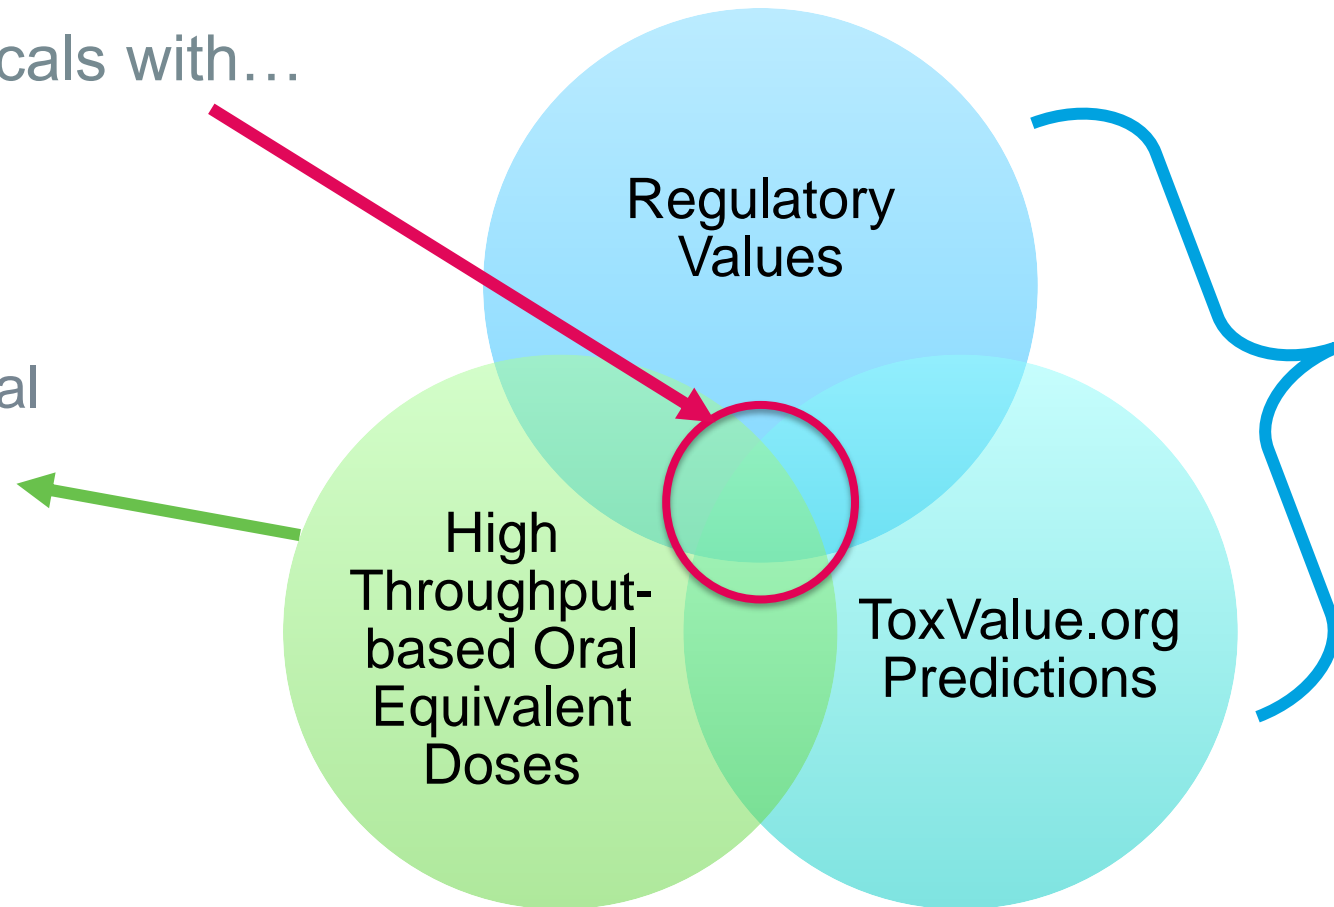 cals with…
Regulatory
Values
al
High
Throughput-
based Oral
Equivalent
Doses
ToxValue.org
Predictions